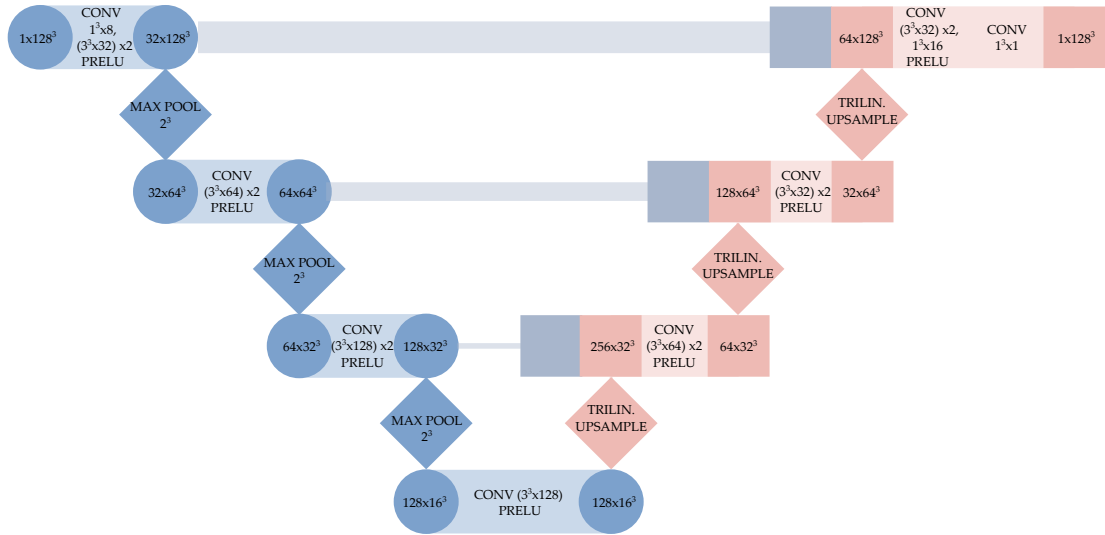 1x128³
CONV
1³x8,
(3³x32) x2
PRELU
32x128³
64x128³
CONV
(3³x32) x2,
1³x16
PRELU
CONV
1³x1
1x128³
MAX POOL
2³
TRILIN.
UPSAMPLE
32x64³
CONV
(3³x64) x2
PRELU
64x64³
128x64³
CONV
(3³x32) x2
PRELU
32x64³
MAX POOL
2³
TRILIN.
UPSAMPLE
64x32³
CONV
(3³x128) x2
PRELU
128x32³
256x32³
CONV
(3³x64) x2
PRELU
64x32³
MAX POOL
2³
TRILIN.
UPSAMPLE
128x16³
CONV (3³x128)
PRELU
128x16³